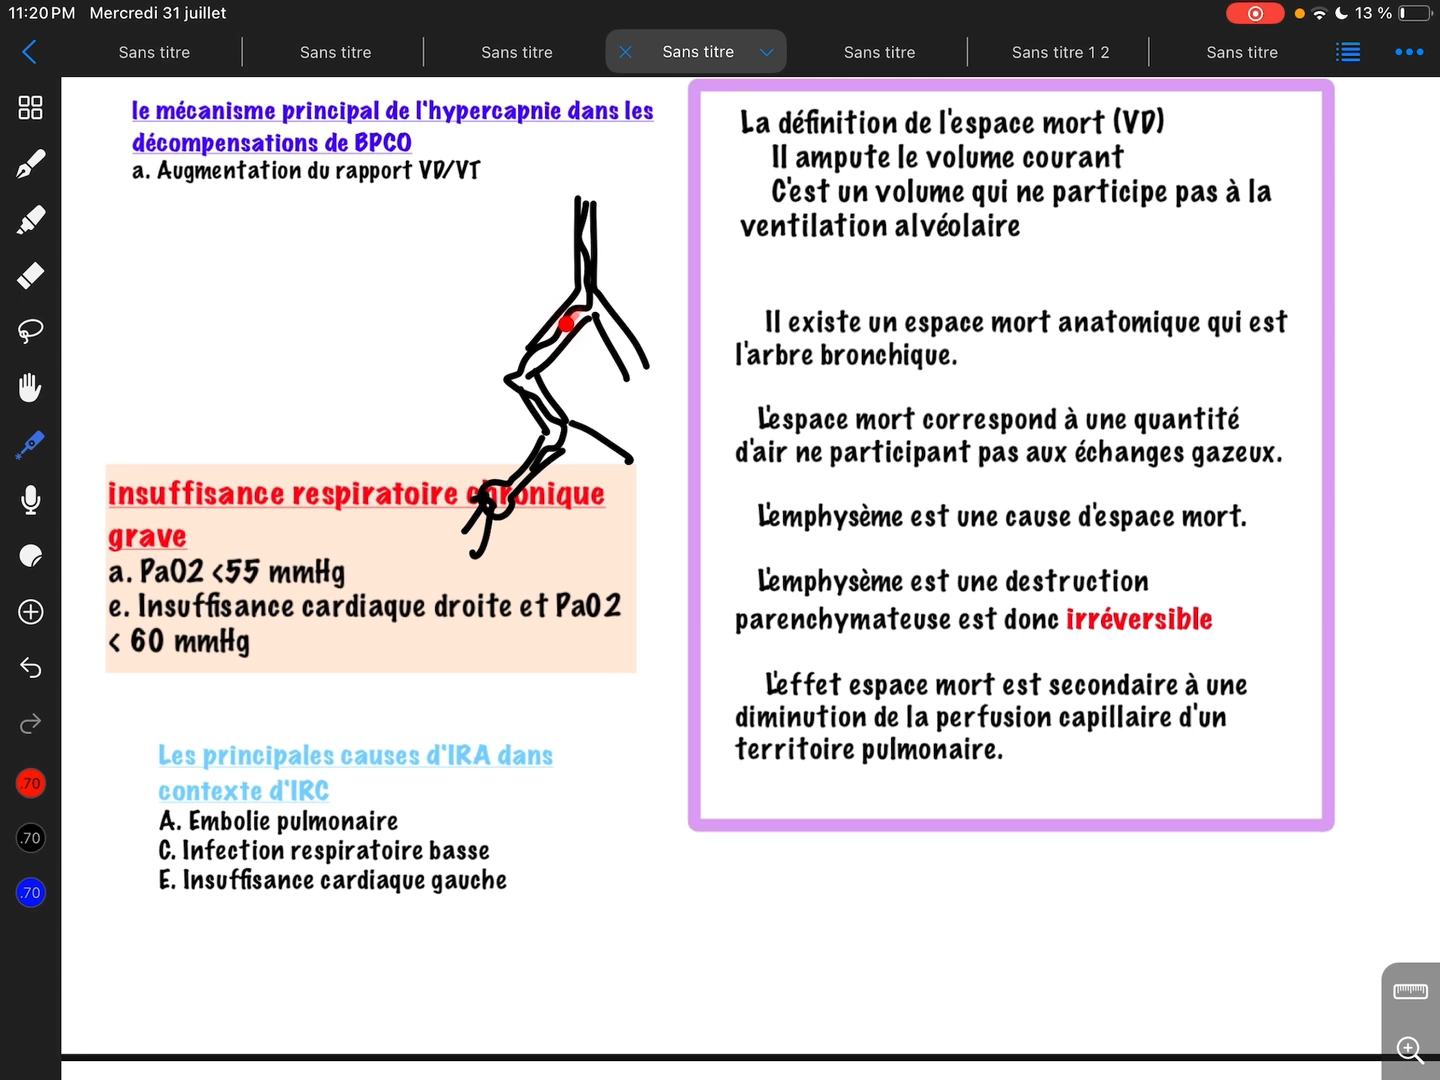 11:20 PM Mercredi 31 juillet
13 %
Sans titre
Sans titre
Sans titre
Sans titre
Sans titre
Sans titre 1 2
Sans titre
le mécanisme principal de l'hypercapnie dans les
décompensations de BPCO
a. Augmentation du rapport VD/VT
insuffisance respiratoire chronique
grave
a. PaO2 <55 mmHg
e. Insuffisance cardiaque droite et PaO2
< 60 mmHg
Les principales causes d'IRA dans
contexte d'IRC
A. Embolie pulmonaire
C. Infection respiratoire basse
E. Insuffisance cardiaque gauche
La définition de l'espace mort (VD)
Il ampute le volume courant
C'est un volume qui ne participe pas à la
ventilation alvéolaire
Il existe un espace mort anatomique qui est
l'arbre bronchique.
L'espace mort correspond à une quantité
d'air ne participant pas aux échanges gazeux.
L'emphysème est une cause d'espace mort.
L'emphysème est une destruction
parenchymateuse est donc irréversible
L'effet espace mort est secondaire à une
diminution de la perfusion capillaire d'un
territoire pulmonaire.
.70
.70
.70